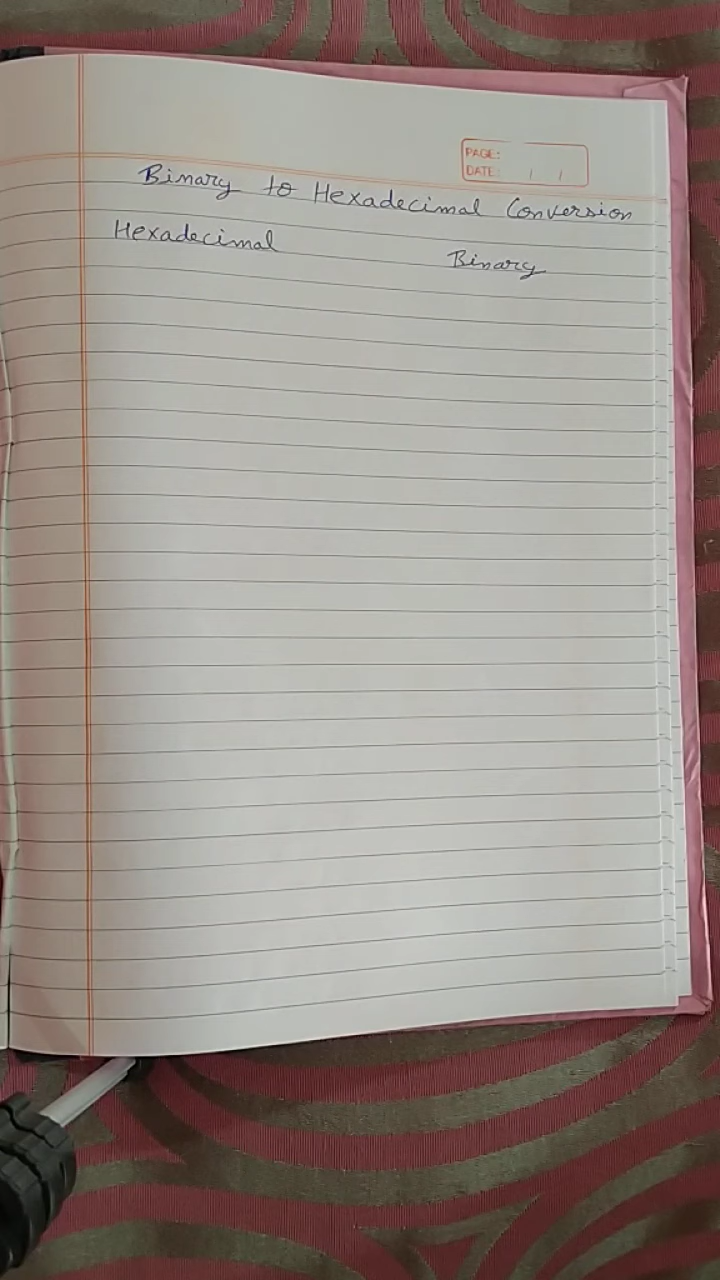 PAGE:
DATE: / /
Binary to Hexadecimal Conversion
Hexadecimal Binary